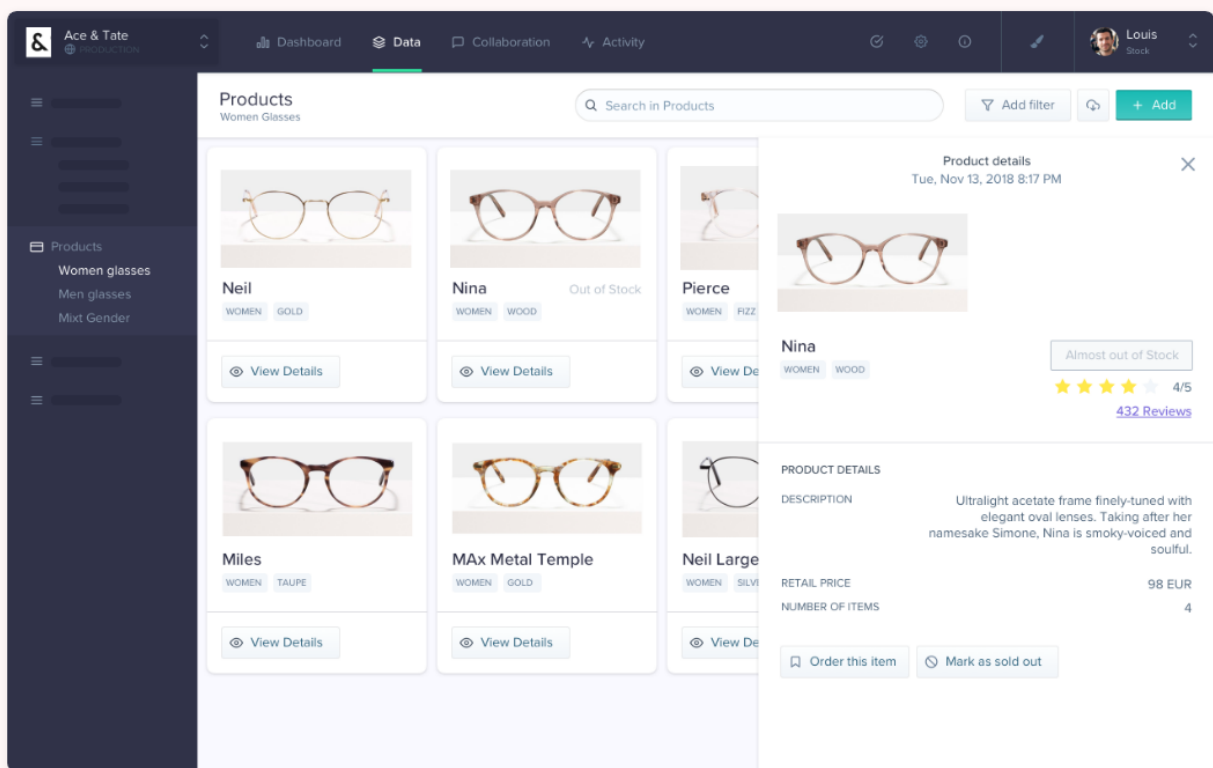 &
Ace & Tate
PRODUCTION
Dashboard
Data
Collaboration
Activity
Louis
Stock
Products
Women glasses
Men glasses
Mixt Gender
Products
Women Glasses
Search in Products
Add filter
+ Add
Neil
WOMEN GOLD
View Details
Nina Out of Stock
WOMEN WOOD
View Details
Pierce
WOMEN FIZZ
View De
Miles
WOMEN TAUPE
View Details
MAx Metal Temple
WOMEN GOLD
View Details
Neil Large
WOMEN SILV
View De
Product details
Tue, Nov 13, 2018 8:17 PM
Nina
WOMEN WOOD
Almost out of Stock
4/5
432 Reviews
PRODUCT DETAILS
DESCRIPTION
Ultralight acetate frame finely-tuned with
elegant oval lenses. Taking after her
namesake Simone, Nina is smoky-voiced and
soulful.
RETAIL PRICE 98 EUR
NUMBER OF ITEMS 4
Order this item
Mark as sold out